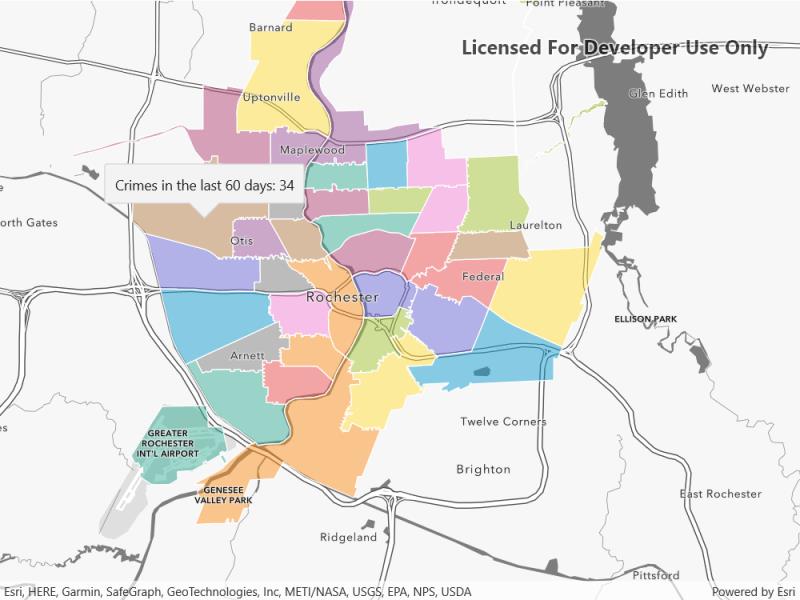 Point Pleasant
Barnard
Licensed For Developer Use Only
Glen Edith
West Webster
Uptonville
Maplewood
Crimes in the last 60 days: 34
orth Gates
Laurelton
Otis
Federal
Rochester
ELLISON PARK
Arnett
Twelve Corners
GREATER
ROCHESTER
INT'L AIRPORT
Brighton
GENESEE
VALLEY PARK
East Rochester
Ridgeland
Pittsford
Esri, HERE, Garmin, SafeGraph, GeoTechnologies, Inc, METI/NASA, USGS, EPA, NPS, USDA
Powered by Esri